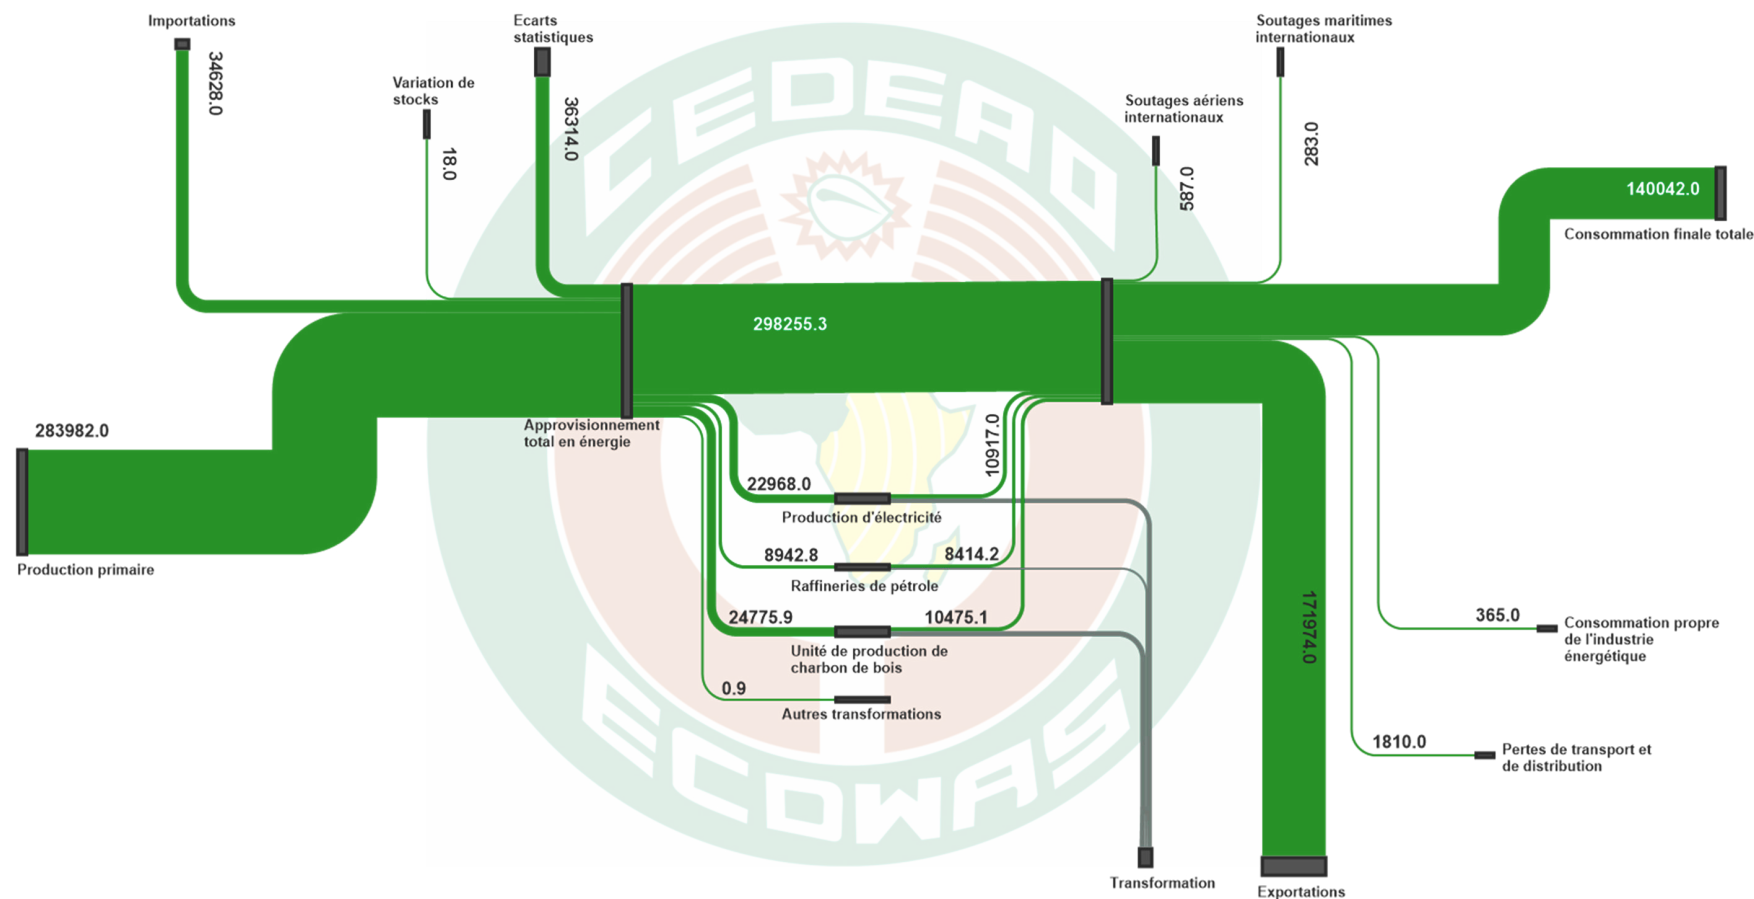 Importations
34628.0
Variation de
stocks
18.0
Ecarts
statistiques
36314.0
Soutages maritimes
internationaux
283.0
Soutages aériens
internationaux
587.0
140042.0
Consommation finale totale
CEDEAO
298255.3
283982.0
Production primaire
Approvisionnement
total en énergie
22968.0
10917.0
Production d'électricité
8942.8
8414.2
Raffineries de pétrole
24775.9
10475.1
Unité de production de
charbon de bois
0.9
Autres transformations
ECOWAS
Transformation
171974.0
Exportations
365.0
Consommation propre
de l'industrie
énergétique
1810.0
Pertes de transport et
de distribution